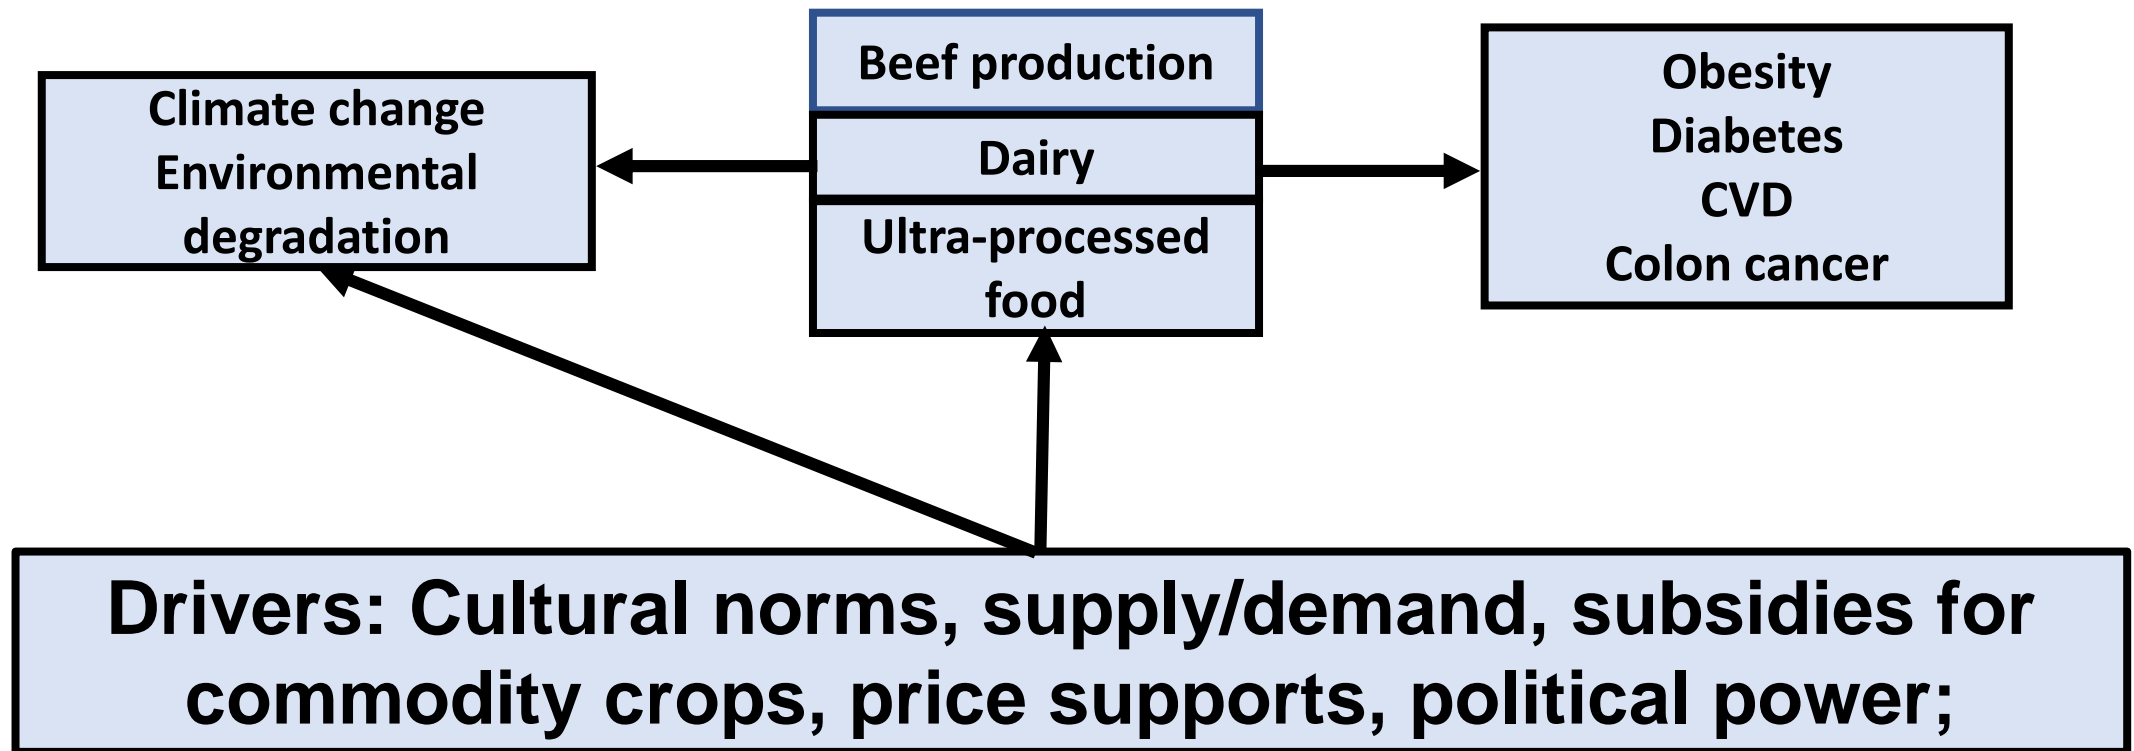 Climate change
Environmental
degradation
Beef production
Dairy
Ultra-processed
food
Obesity
Diabetes
CVD
Colon cancer
Drivers: Cultural norms, supply/demand, subsidies for
commodity crops, price supports, political power;